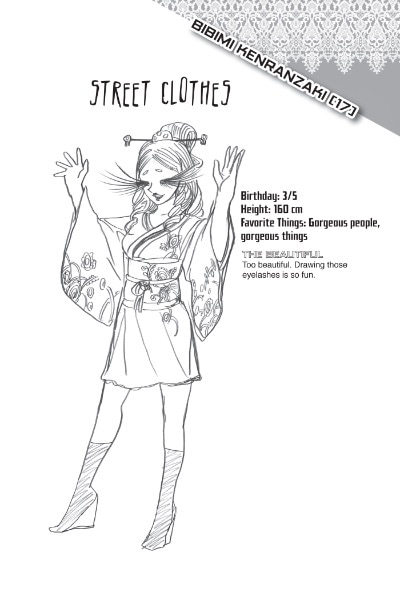 BIBIMI KENRANZAKI [17]
STREET CLOTHES
Birthday: 3/5
Height: 160 cm
Favorite Things: Gorgeous people,
gorgeous things
THE BEAUTIFUL
Too beautiful. Drawing those
eyelashes is so fun.